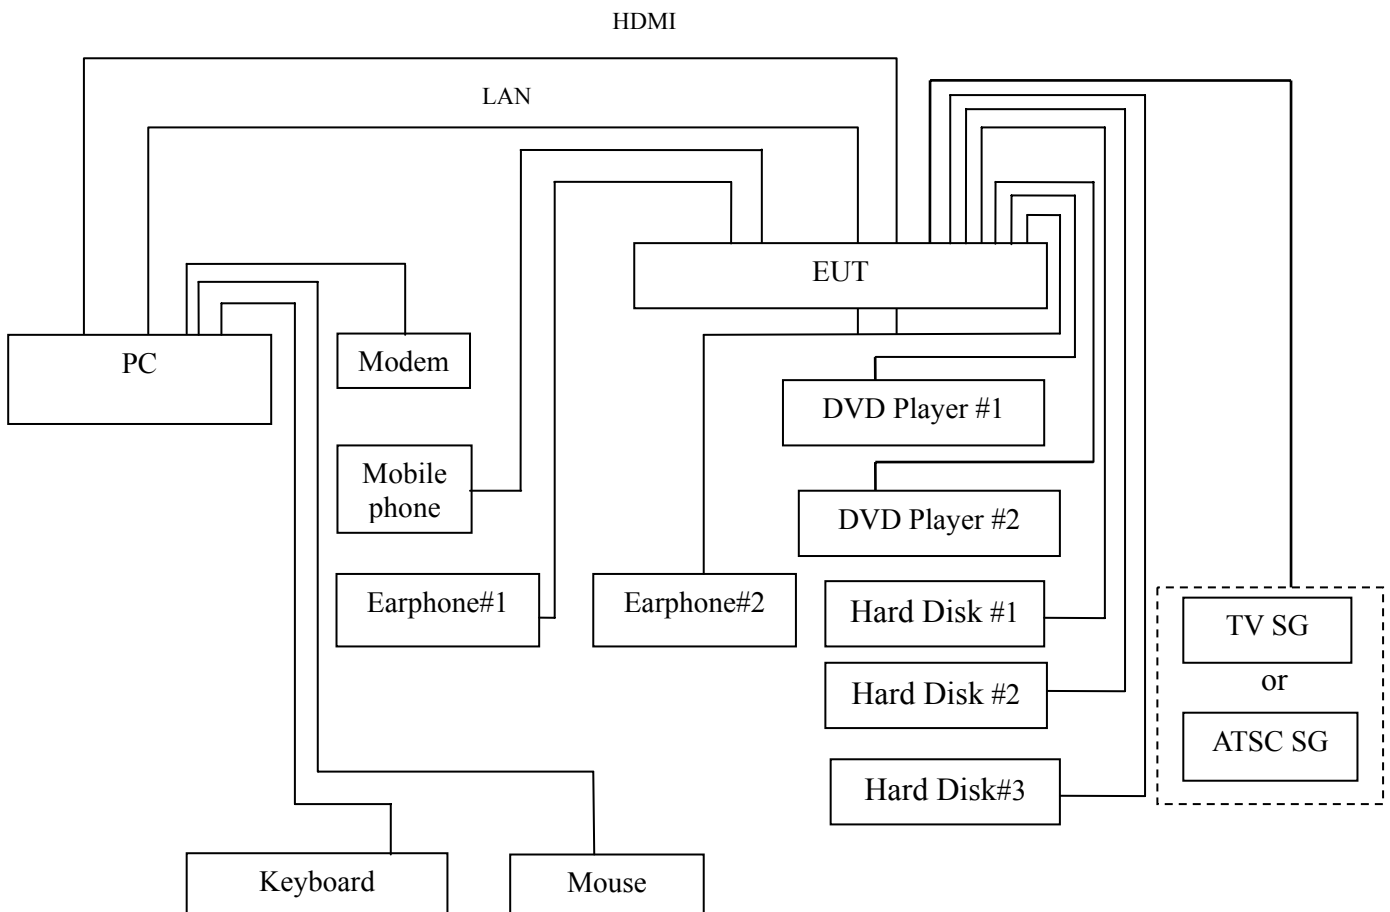 HDMI
LAN
EUT
PC
Modem
DVD Player #1
Mobile
phone
DVD Player #2
Earphone#1
Earphone#2
Hard Disk #1
TV SG
or
Hard Disk #2
ATSC SG
Hard Disk#3
Keyboard
Mouse